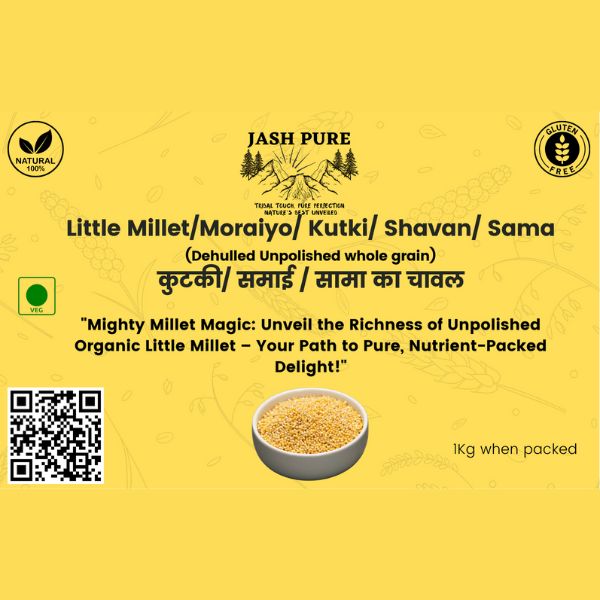 JASH PURE
TRIBAL TOUCH, PURE PERFECTION
NATURE'S BEST UNVEILED
NATURAL
100%
GLUTEN
FREE
Little Millet/Moraiyo/ Kutki/ Shavan/ Sama
(Dehulled Unpolished whole grain)
कुटकी/ समाई / सामा का चावल
VEG
"Mighty Millet Magic: Unveil the Richness of Unpolished
Organic Little Millet – Your Path to Pure, Nutrient-Packed
Delight!"
1Kg when packed